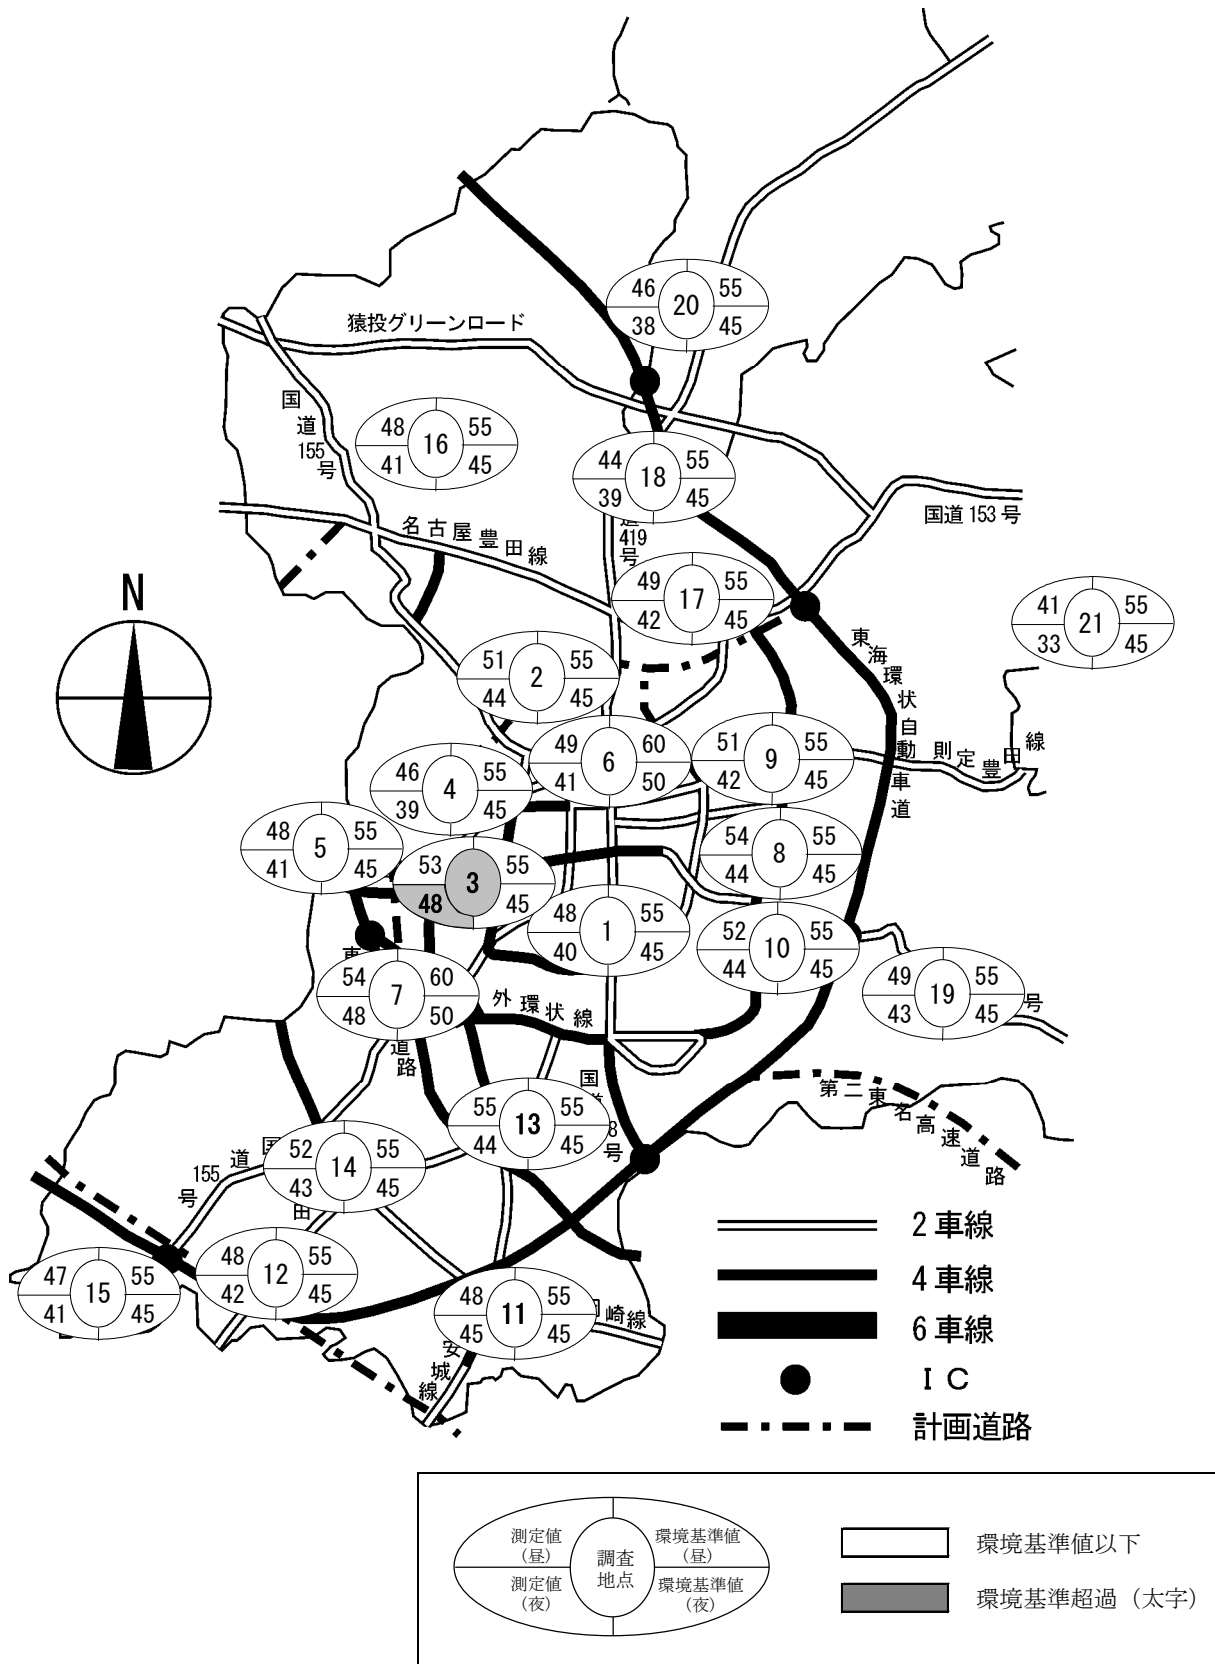 46 20 55
38 45
猿投グリーンロード
国道155号
48 16 55
41 45
44 18 55
39 45
国道153号
419号
名古屋豊田線
N
49 17 55
42 45
41 21 55
33 45
51 2 55
44 45
東海環状自動車道
49 6 60
41 50
51 9 55
42 45
則定豊田線
46 4 55
39 45
48 5 55
41 45
54 8 55
44 45
53 3 55
48 45
48 1 55
40 45
52 10 55
44 45
49 19 55
43 45
号
54 7 60
48 50
道路
外環状線
国
8号
55 13 55
44 45
第二東名高速道路
52 14 55
43 45
道
155号
田
48 12 55
42 45
47 15 55
41 45
48 11 55
45 45
崎線
安城線
2車線
4車線
6車線
IC
計画道路
測定値(昼) 環境基準値(昼)
調査地点
測定値(夜) 環境基準値(夜)
環境基準値以下
環境基準超過（太字）